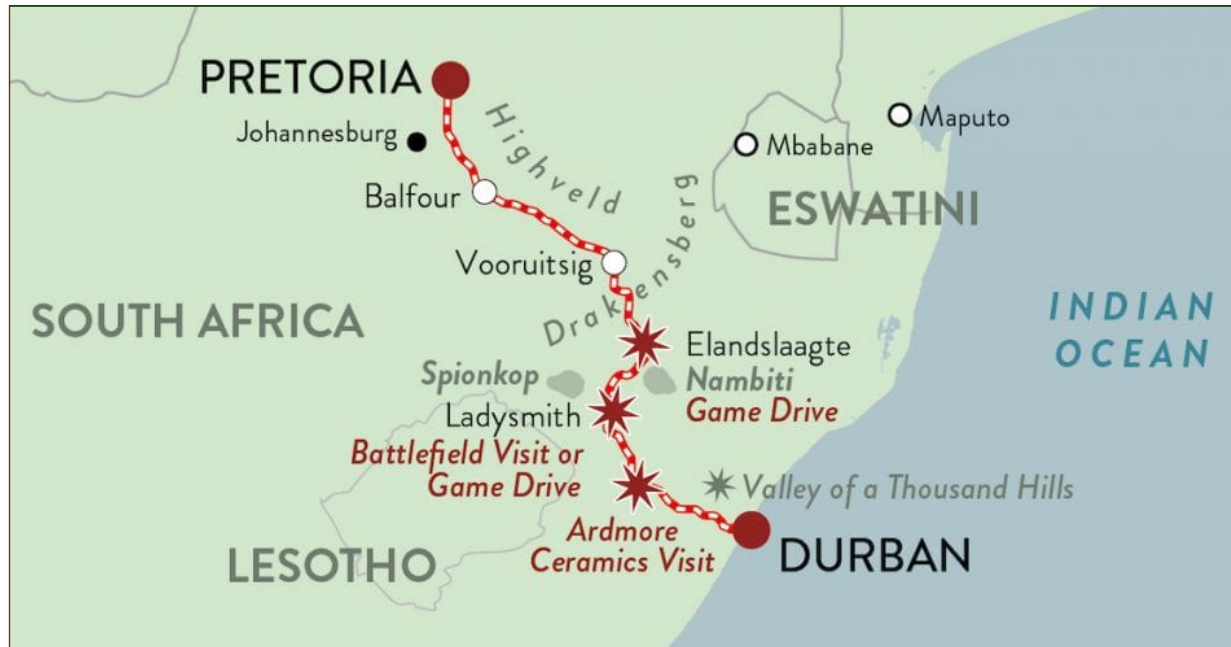 PRETORIA
Johannesburg
Highveld
Maputo
Mbabane
Balfour
ESWATINI
Vooruitsig
Drakensberg
SOUTH AFRICA
INDIAN
OCEAN
Elandslaagte
Spionkop
Nambiti
Game Drive
Ladysmith
Battlefield Visit or
Game Drive
Valley of a Thousand Hills
Ardmore
Ceramics Visit
LESOTHO
DURBAN